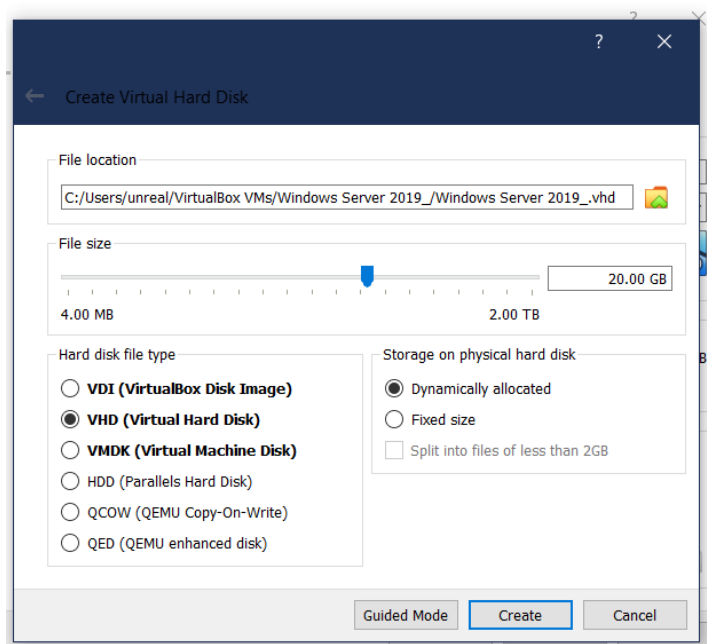 ?
?
Create Virtual Hard Disk
File location
C:/Users/unreal/VirtualBox VMs/Windows Server 2019_/Windows Server 2019_.vhd
File size
20.00 GB
4.00 MB 2.00 TB
Hard disk file type
VDI (VirtualBox Disk Image)
VHD (Virtual Hard Disk)
VMDK (Virtual Machine Disk)
HDD (Parallels Hard Disk)
QCOW (QEMU Copy-On-Write)
QED (QEMU enhanced disk)
Storage on physical hard disk
Dynamically allocated
Fixed size
Split into files of less than 2GB
B
Guided Mode Create Cancel